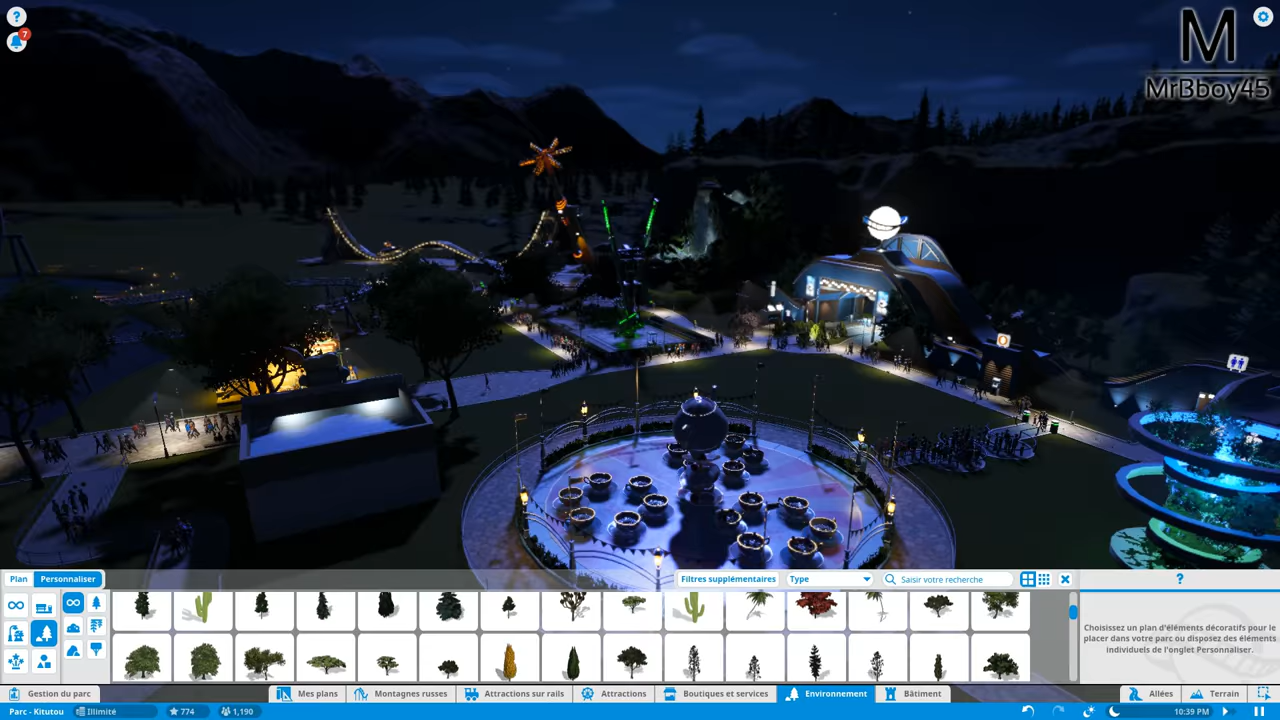 ?
7
M
MrBboy45
Plan
Personnaliser
Filtres supplémentaires
Type
Saisir votre recherche
?
Choisissez un plan d'éléments décoratifs pour le
placer dans votre parc ou disposez des éléments
individuels de l'onglet Personnaliser.
Gestion du parc
Mes plans
Montagnes russes
Attractions sur rails
Attractions
Boutiques et services
Environnement
Bâtiment
Allées
Terrain
Parc - Kitutou
Illimité
774
1,190
10:39 PM